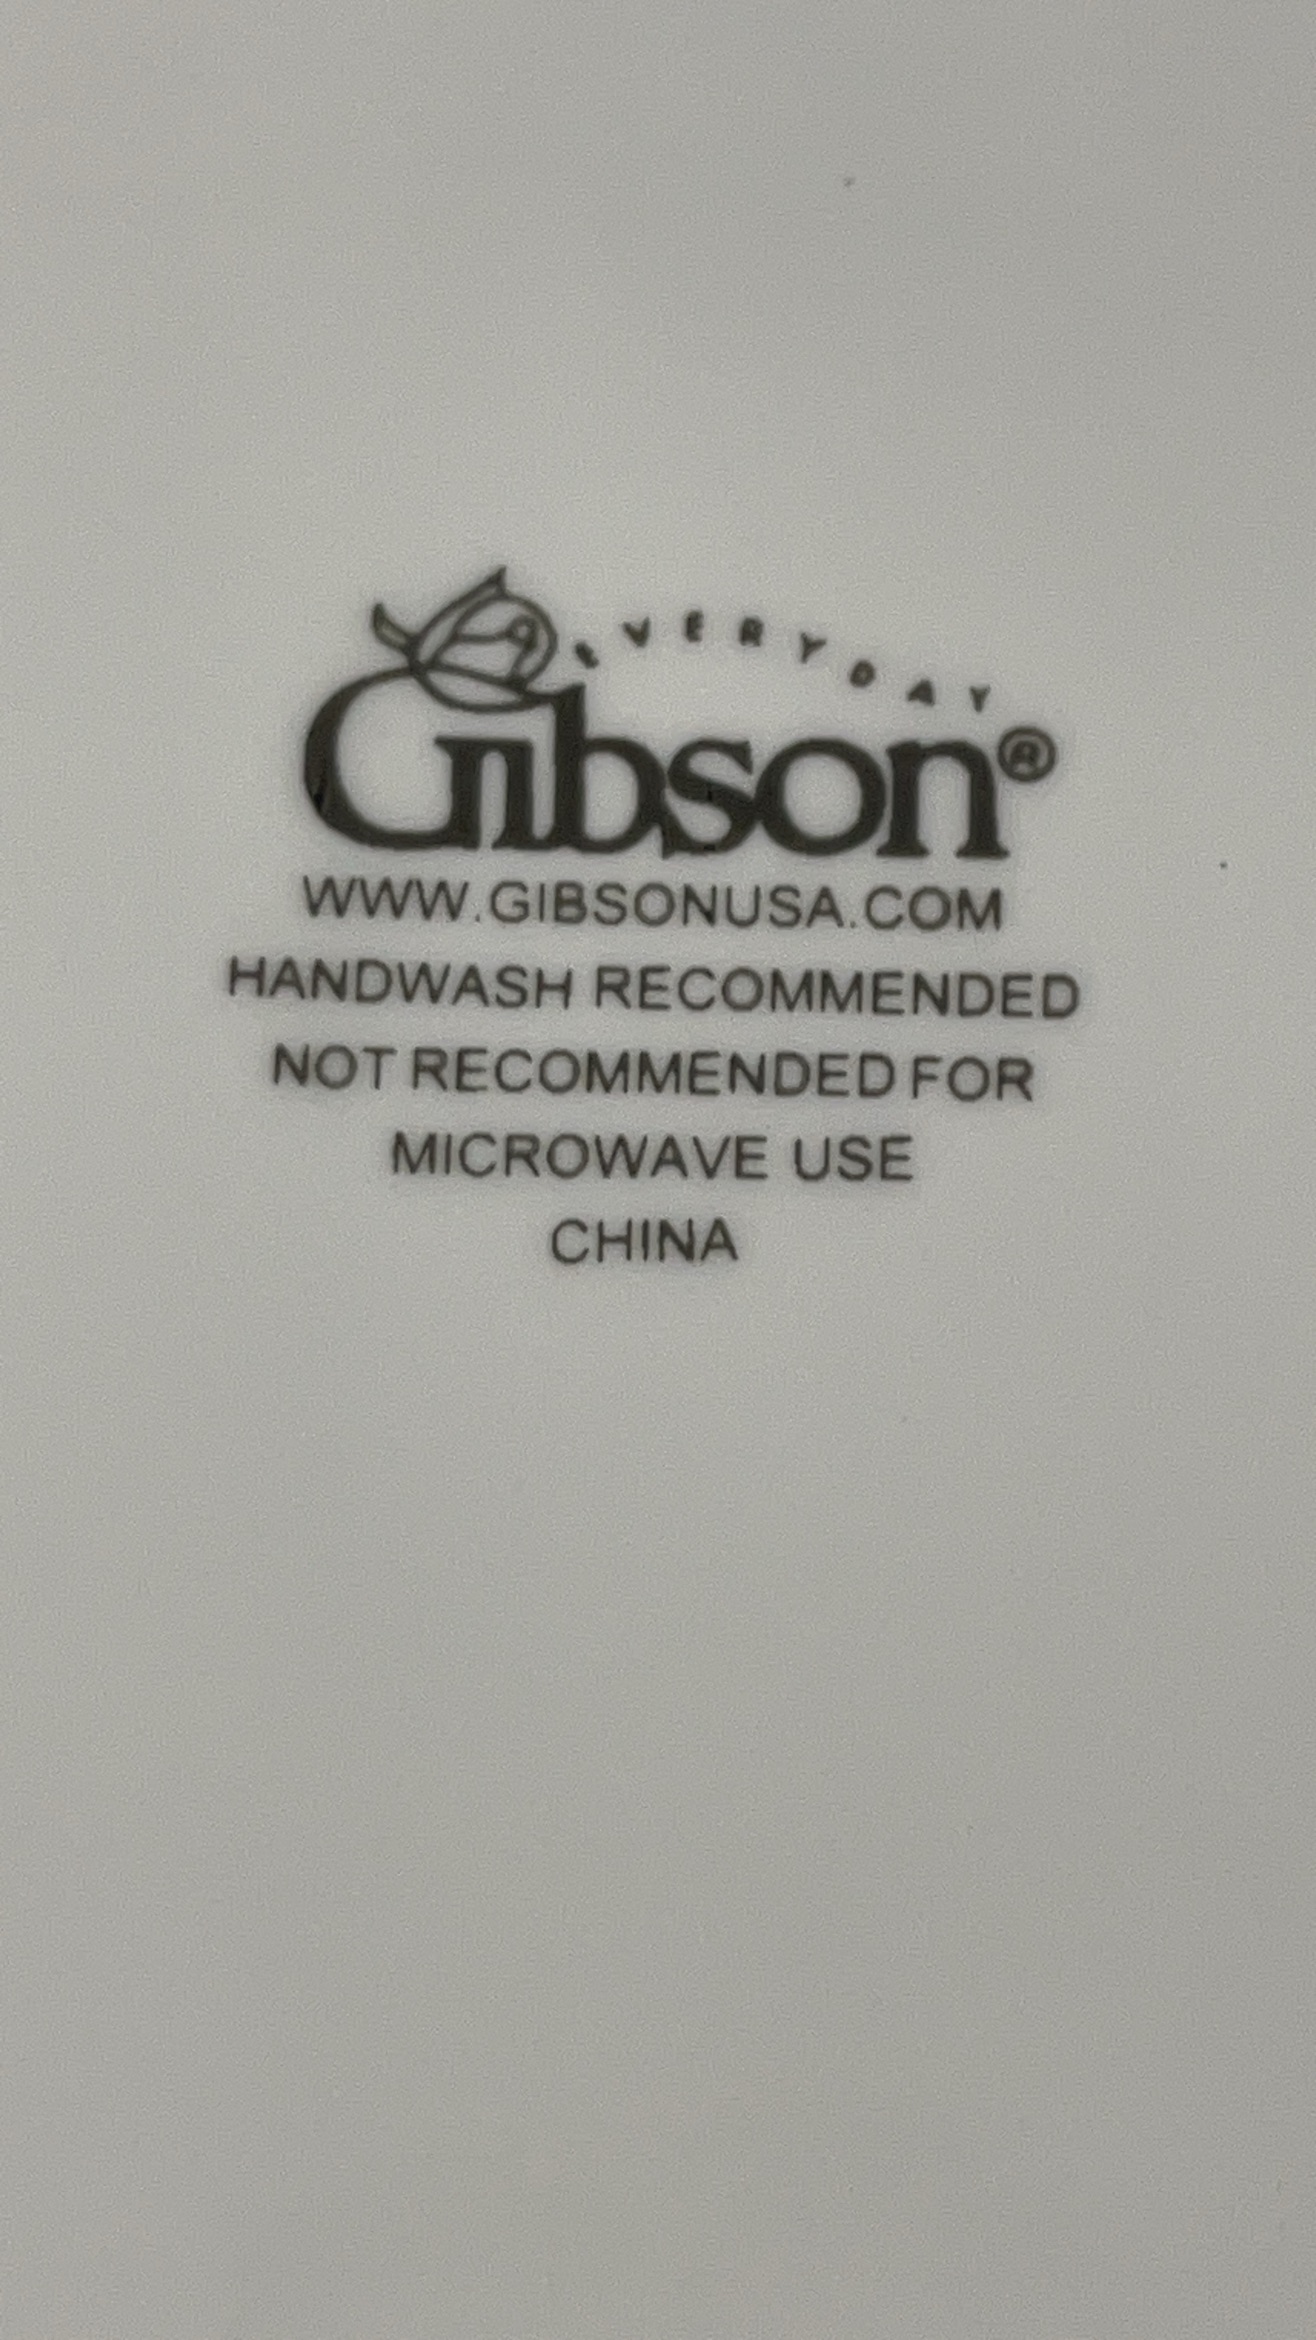 EVERYDAY
Gibson®
WWW.GIBSONUSA.COM
HANDWASH RECOMMENDED
NOT RECOMMENDED FOR
MICROWAVE USE
CHINA